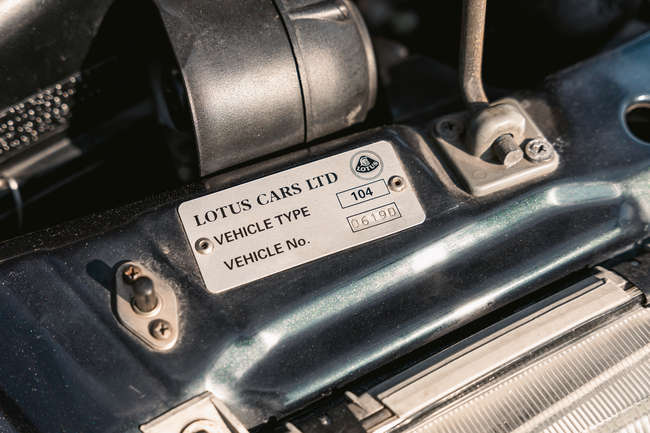 LOTUS
LOTUS CARS LTD
VEHICLE TYPE 104
VEHICLE No. 06190